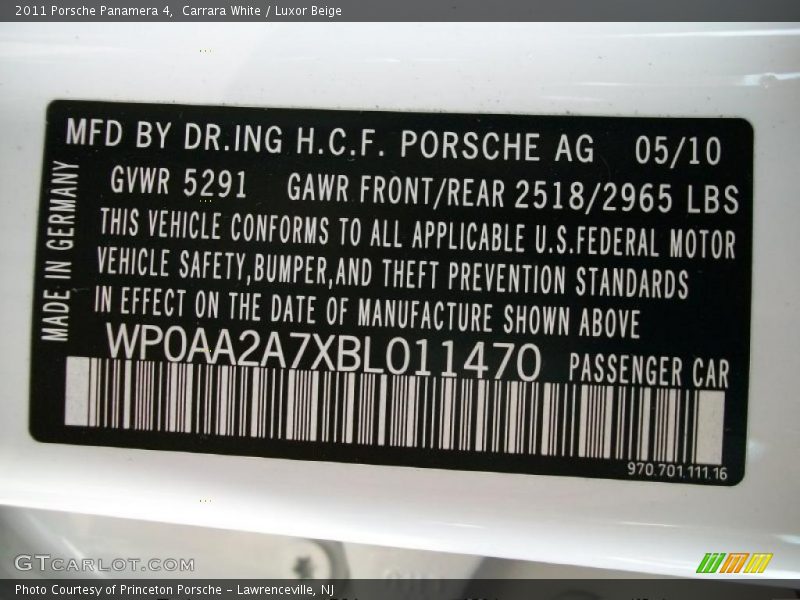 2011 Porsche Panamera 4,  Carrara White / Luxor Beige
MFD BY DR.ING H.C.F. PORSCHE AG 05/10
GVWR 5291 GAWR FRONT/REAR 2518/2965 LBS
THIS VEHICLE CONFORMS TO ALL APPLICABLE U.S.FEDERAL MOTOR
VEHICLE SAFETY,BUMPER,AND THEFT PREVENTION STANDARDS
IN EFFECT ON THE DATE OF MANUFACTURE SHOWN ABOVE
WP0AA2A7XBL011470 PASSENGER CAR
MADE IN GERMANY
970.701.111.16
GTCARLOT.COM
Photo Courtesy of Princeton Porsche - Lawrenceville, NJ